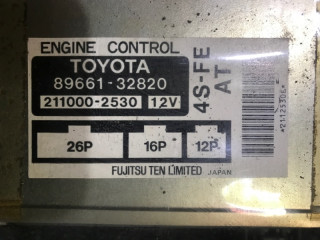 ENGINE CONTROL
TOYOTA
89661-32820
211000-2530 12V
4S-FE
AT
26P 16P 12P
FUJITSU TEN LIMITED JAPAN